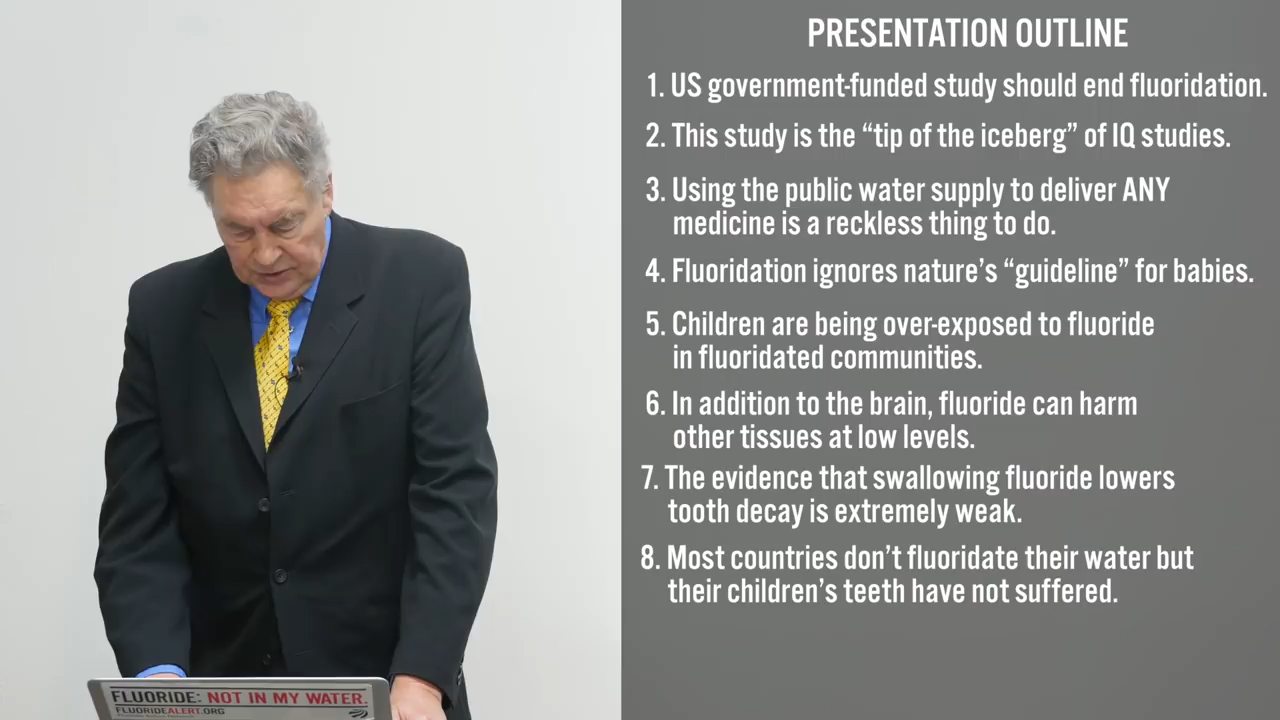 PRESENTATION OUTLINE
1. US government-funded study should end fluoridation.
2. This study is the “tip of the iceberg” of IQ studies.
3. Using the public water supply to deliver ANY
medicine is a reckless thing to do.
4. Fluoridation ignores nature’s “guideline” for babies.
5. Children are being over-exposed to fluoride
in fluoridated communities.
6. In addition to the brain, fluoride can harm
other tissues at low levels.
7. The evidence that swallowing fluoride lowers
tooth decay is extremely weak.
8. Most countries don’t fluoridate their water but
their children’s teeth have not suffered.
FLUORIDE: NOT IN MY WATER.
FLUORIDEALERT.ORG